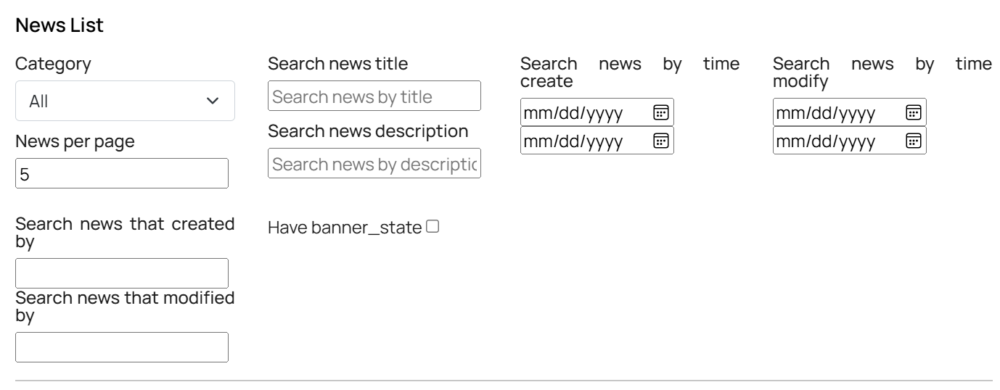 News List
Category
All
News per page
5
Search news title
Search news by title
Search news description
Search news by descriptic
Search news by time
create
mm/dd/yyyy
mm/dd/yyyy
Search news by time
modify
mm/dd/yyyy
mm/dd/yyyy
Search news that created
by
Search news that modified
by
Have banner_state